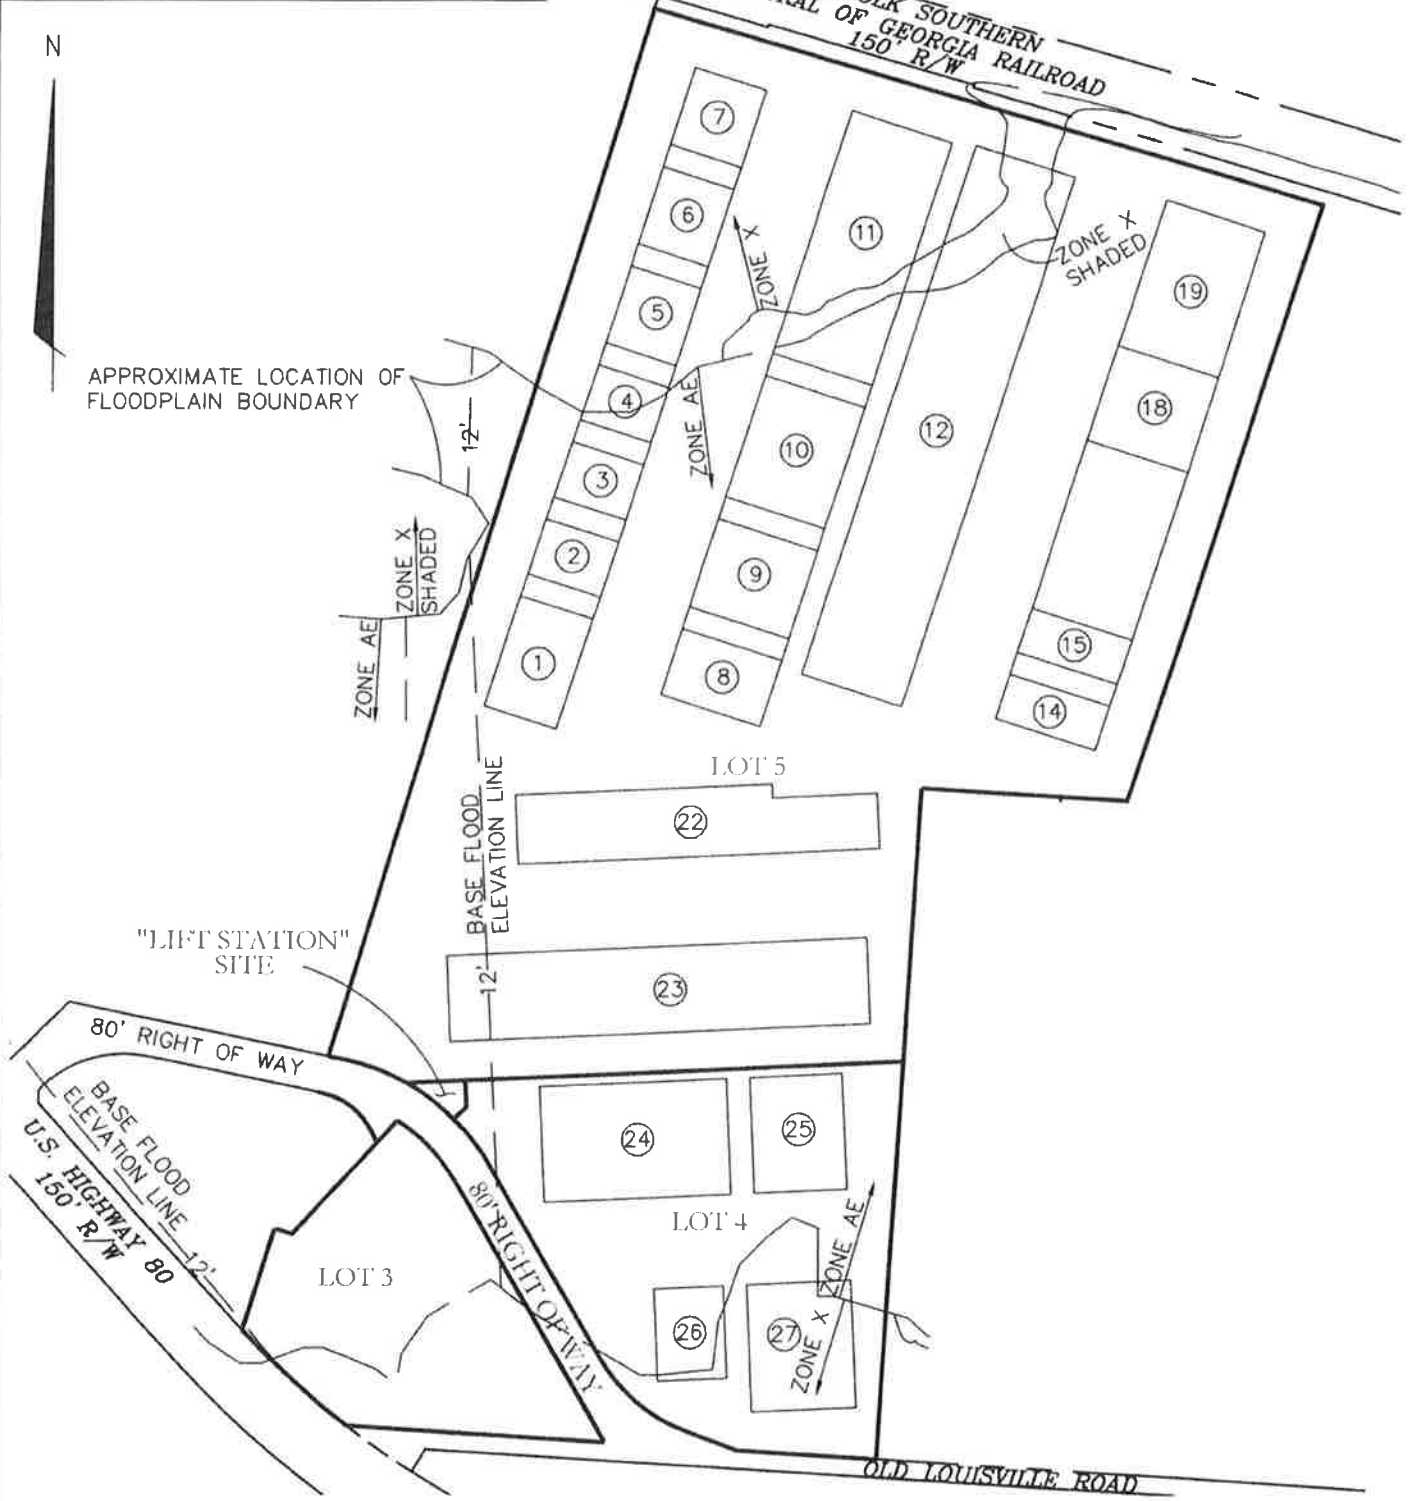 N
SOUTHERN
OF GEORGIA RAILROAD
150' R/W
7
6
5
4
3
2
1
11
10
9
8
12
19
18
15
14
ZONE X
ZONE X
SHADED
ZONE AE
APPROXIMATE LOCATION OF
FLOODPLAIN BOUNDARY
12'
ZONE X
SHADED
ZONE AE
LOT 5
22
BASE FLOOD
ELEVATION LINE
12'
23
"LIFT STATION"
SITE
80' RIGHT OF WAY
BASE FLOOD
ELEVATION LINE
12'
U.S. HIGHWAY 80
150' R/W
24
25
LOT 4
80' RIGHT OF WAY
LOT 3
26
27
ZONE AE
ZONE X
OLD LOUISVILLE ROAD